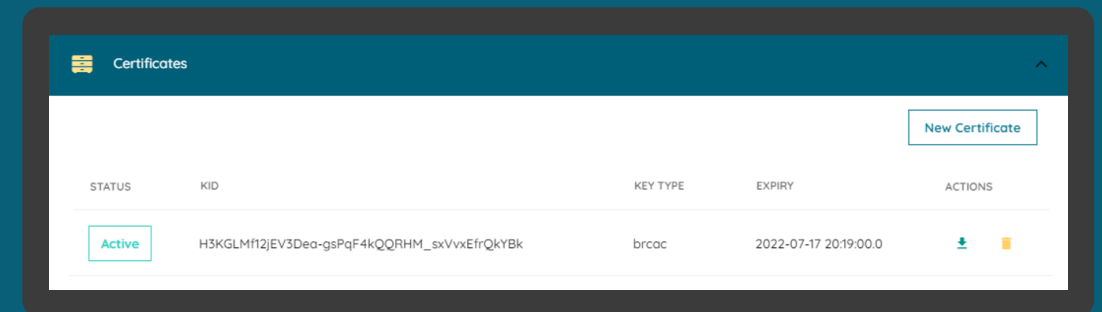 Certificates
New Certificate
STATUS KID KEY TYPE EXPIRY ACTIONS
Active H3KGLMf12jEV3Dea-gsPqF4kQQRHM_sxVvxEfrQkYBk brcac 2022-07-17 20:19:00.0